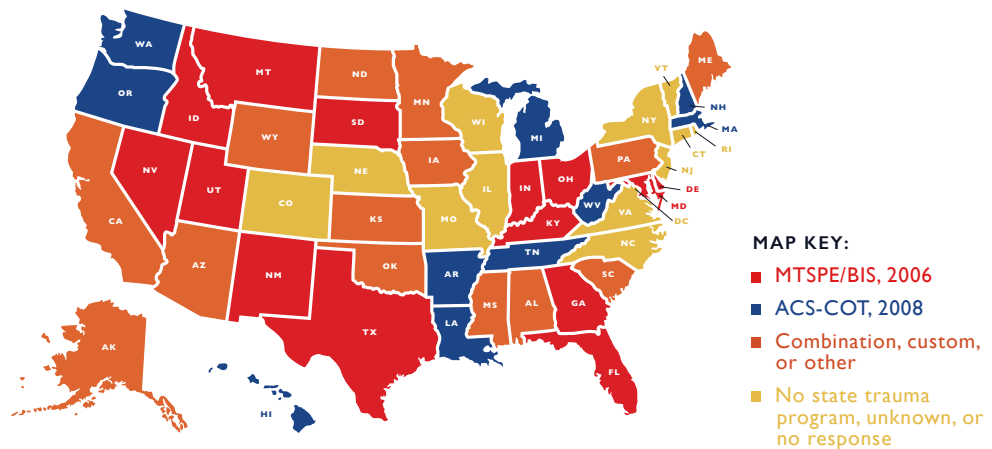 WA
OR
CA
NV
ID
MT
WY
UT
AZ
CO
NM
ND
SD
NE
KS
OK
TX
MN
IA
MO
AR
LA
WI
IL
MI
IN
OH
KY
TN
MS
AL
GA
FL
SC
NC
VA
WV
PA
NY
VT
ME
NH
MA
RI
CT
NJ
DE
MD
DC
AK
HI
MAP KEY:
MTSPE/BIS, 2006
ACS-COT, 2008
Combination, custom,
or other
No state trauma
program, unknown, or
no response